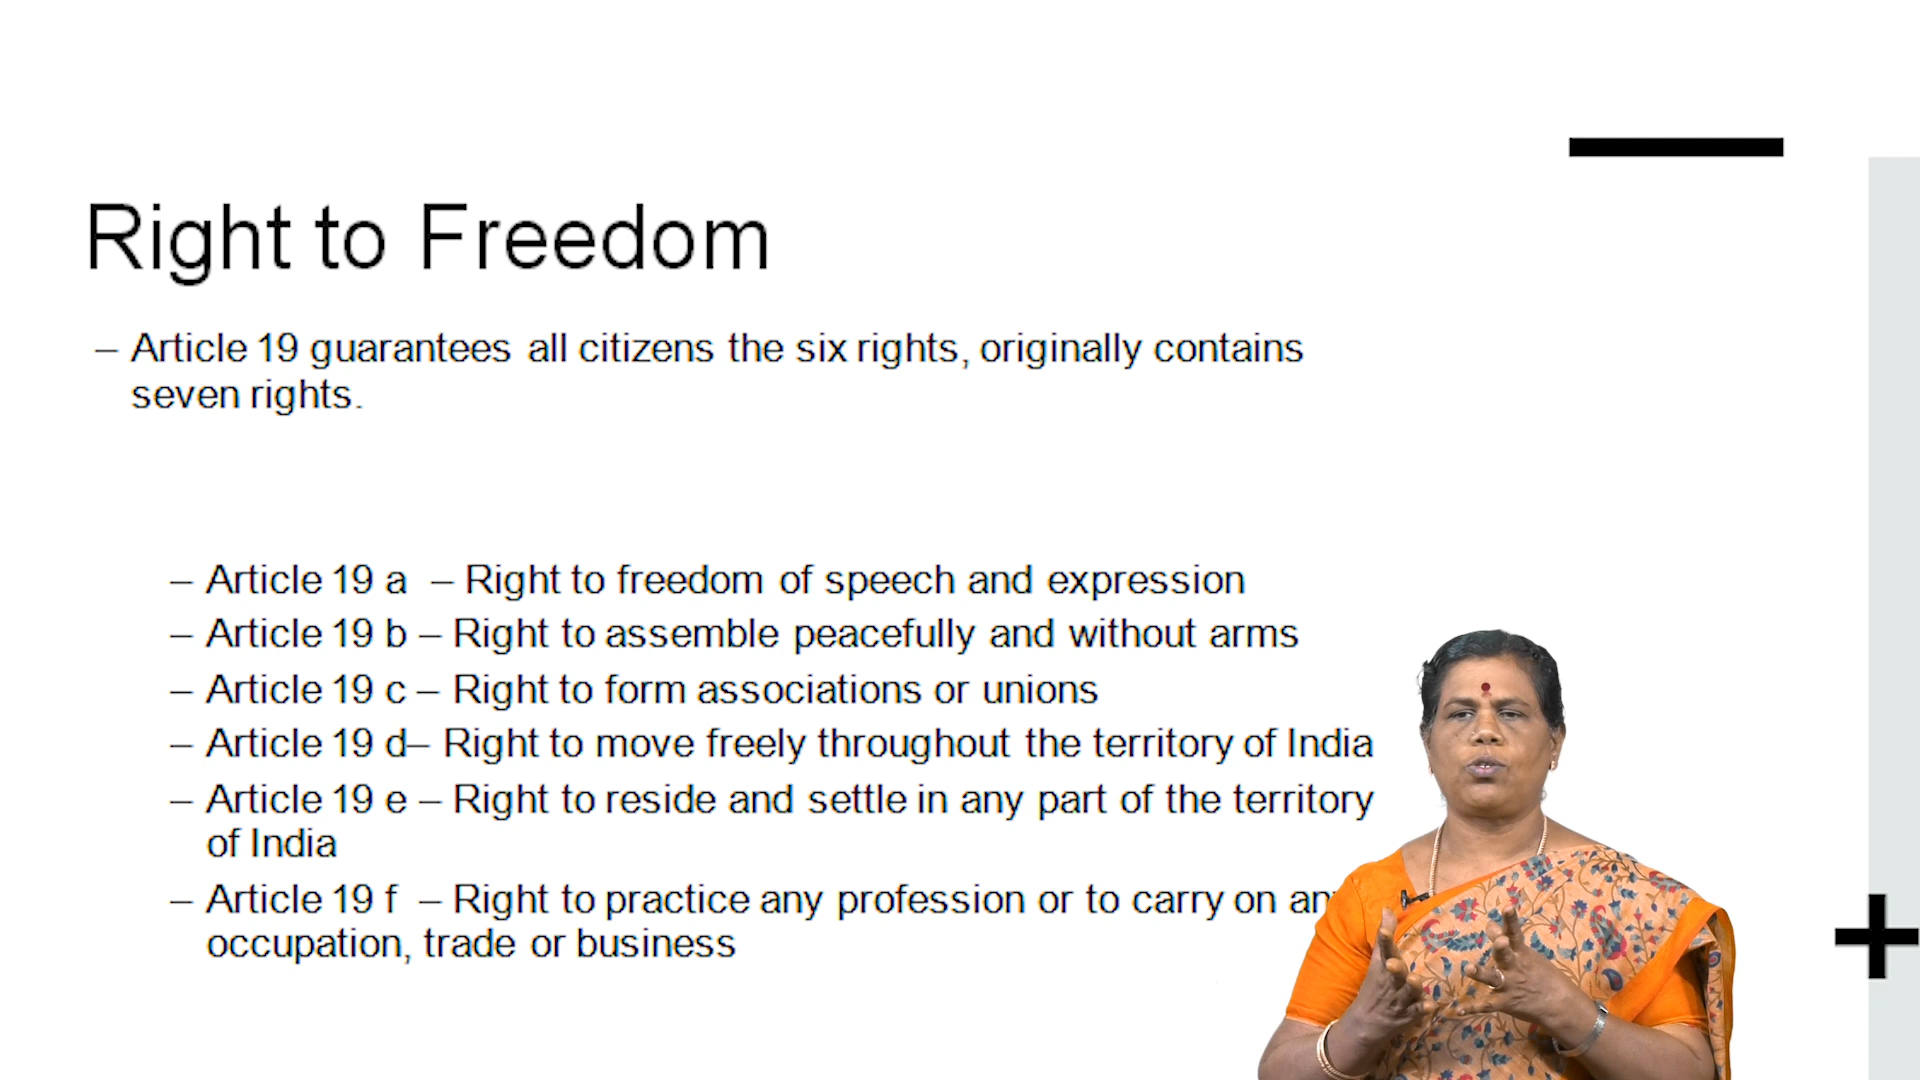 Right to Freedom
– Article 19 guarantees all citizens the six rights, originally contains
seven rights.
– Article 19 a – Right to freedom of speech and expression
– Article 19 b – Right to assemble peacefully and without arms
– Article 19 c – Right to form associations or unions
– Article 19 d– Right to move freely throughout the territory of India
– Article 19 e – Right to reside and settle in any part of the territory
of India
– Article 19 f – Right to practice any profession or to carry on
occupation, trade or business